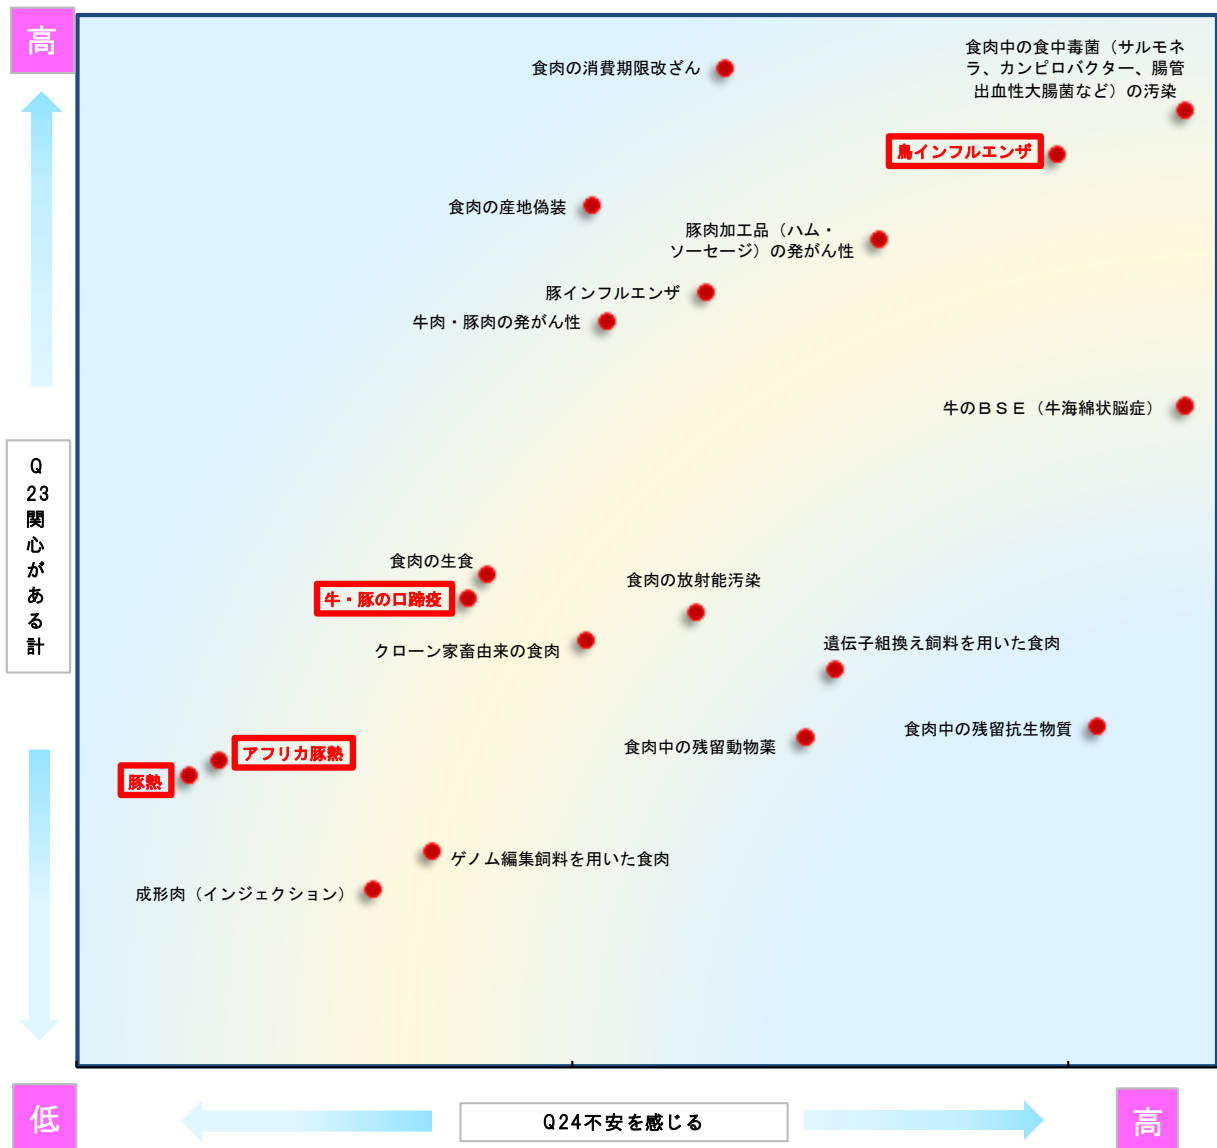 高
食肉の消費期限改ざん
食肉中の食中毒菌（サルモネ
ラ、カンピロバクター、腸管
出血性大腸菌など）の汚染
鳥インフルエンザ
食肉の産地偽装
豚肉加工品（ハム・
ソーセージ）の発がん性
豚インフルエンザ
牛肉・豚肉の発がん性
牛のＢＳＥ（牛海綿状脳症）
Q
23
関
心
が
あ
る
計
食肉の生食
牛・豚の口蹄疫
食肉の放射能汚染
クローン家畜由来の食肉
遺伝子組換え飼料を用いた食肉
食肉中の残留抗生物質
食肉中の残留動物薬
アフリカ豚熱
豚熱
ゲノム編集飼料を用いた食肉
成形肉（インジェクション）
低
Q24不安を感じる
高